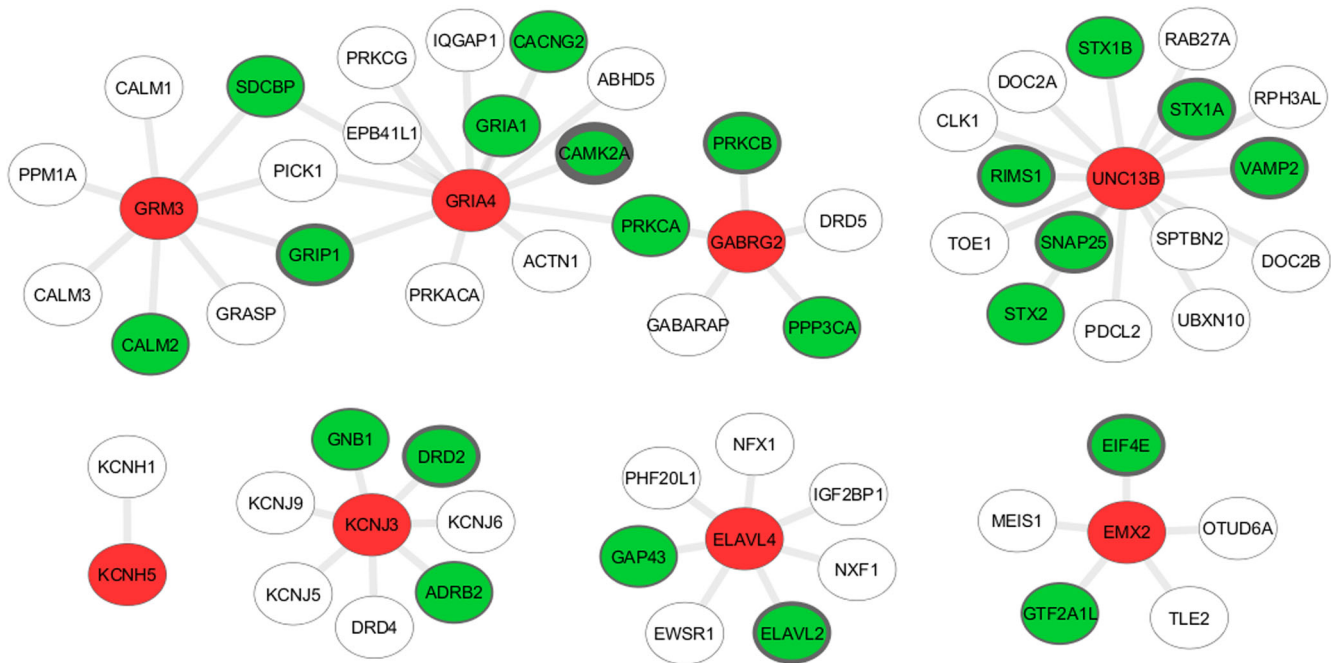 IQGAP1
CACNG2
PRKCG
ABHD5
CALM1
SDCBP
GRIA1
EPB41L1
CAMK2A
PICK1
PPM1A
GRM3
GRIA4
PRKCB
PRKCA
DRD5
GABRG2
GRIP1
ACTN1
CALM3
PRKACA
GRASP
GABARAP
PPP3CA
CALM2
STX1B
RAB27A
DOC2A
RPH3AL
STX1A
CLK1
RIMS1
UNC13B
VAMP2
TOE1
SNAP25
SPTBN2
DOC2B
STX2
PDCL2
UBXN10
KCNH1
KCNH5
GNB1
DRD2
KCNJ9
KCNJ3
KCNJ6
KCNJ5
ADRB2
DRD4
NFX1
PHF20L1
IGF2BP1
ELAVL4
GAP43
NXF1
EWSR1
ELAVL2
EIF4E
MEIS1
EMX2
OTUD6A
GTF2A1L
TLE2